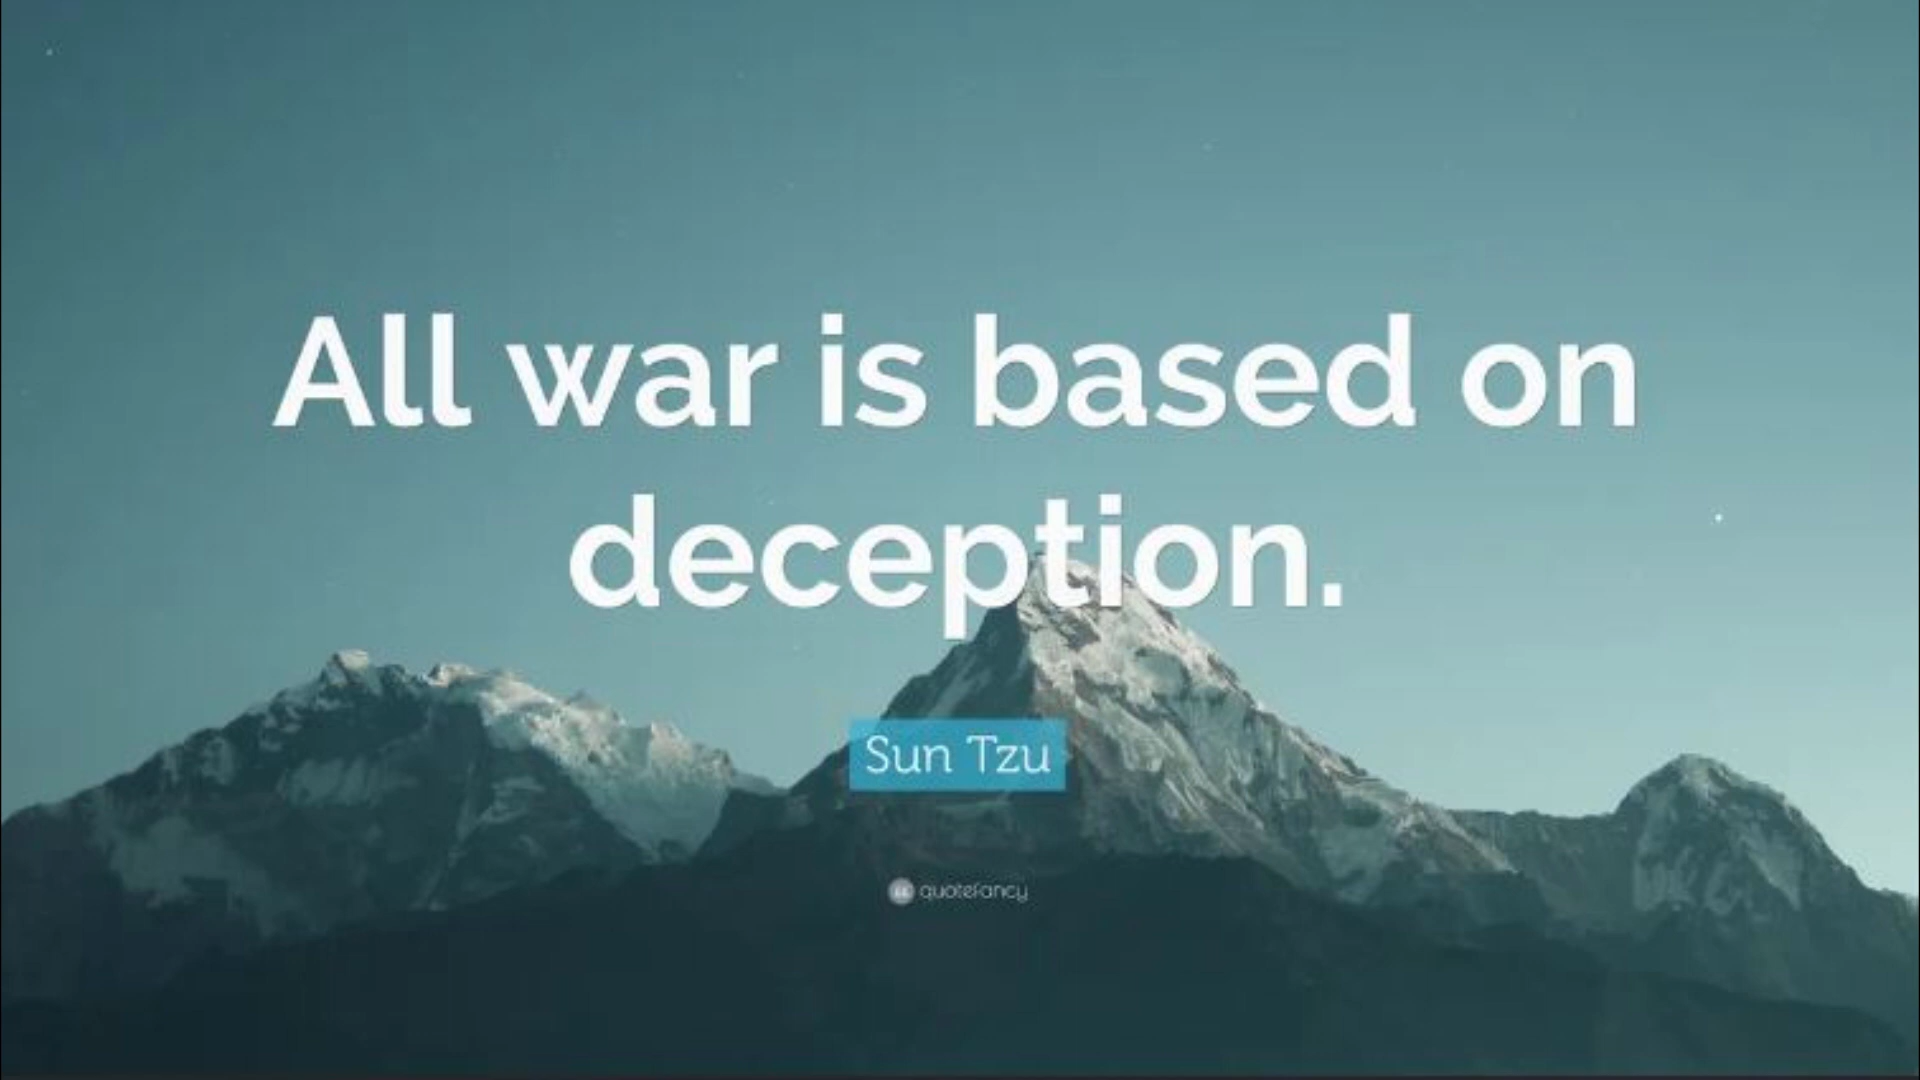 All war is based on
deception.
Sun Tzu
quotefancy